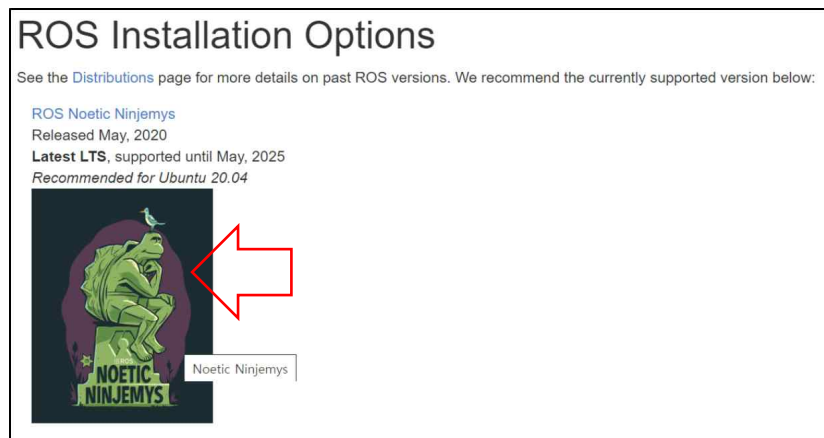 ROS Installation Options
See the Distributions page for more details on past ROS versions. We recommend the currently supported version below:
ROS Noetic Ninjemys
Released May, 2020
Latest LTS, supported until May, 2025
Recommended for Ubuntu 20.04
ROS
NOETIC
NINJEMYS
Noetic Ninjemys